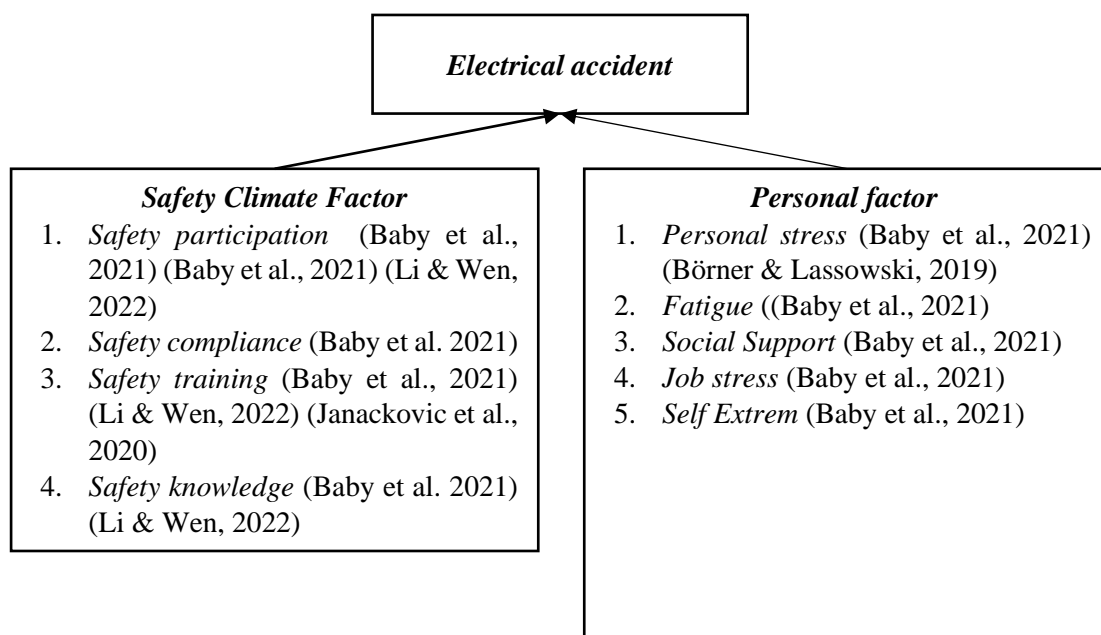 Electrical accident
Safety Climate Factor
1. Safety participation (Baby et al.,
2021) (Baby et al., 2021) (Li & Wen,
2022)
2. Safety compliance (Baby et al. 2021)
3. Safety training (Baby et al., 2021)
(Li & Wen, 2022) (Janackovic et al.,
2020)
4. Safety knowledge (Baby et al. 2021)
(Li & Wen, 2022)
Personal factor
1. Personal stress (Baby et al., 2021)
(Börner & Lassowski, 2019)
2. Fatigue ((Baby et al., 2021)
3. Social Support (Baby et al., 2021)
4. Job stress (Baby et al., 2021)
5. Self Extrem (Baby et al., 2021)